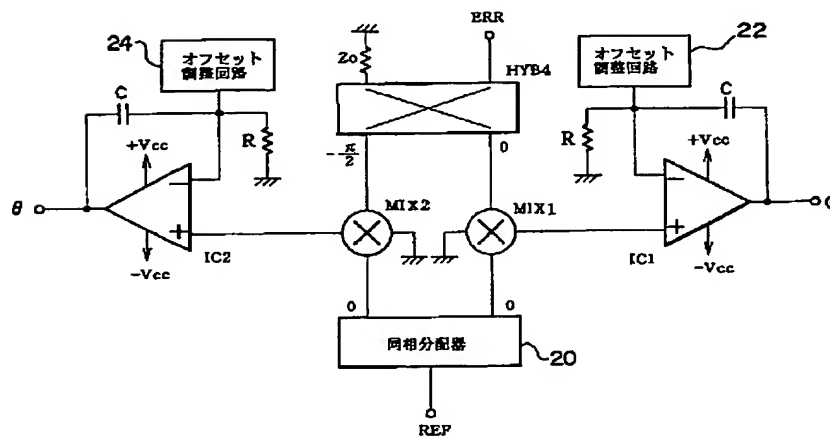 ERR
24
オフセット
調整回路
Zo
HYB4
オフセット
調整回路
22
C
C
R
R
-π/2
0
+Vcc
+Vcc
θ
−
−
MIX2
MIX1
+
+
IC2
IC1
-Vcc
-Vcc
0
0
同相分配器
20
REF